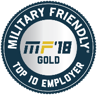 MILITARY FRIENDLY
MF'18
GOLD
TOP 10 EMPLOYER